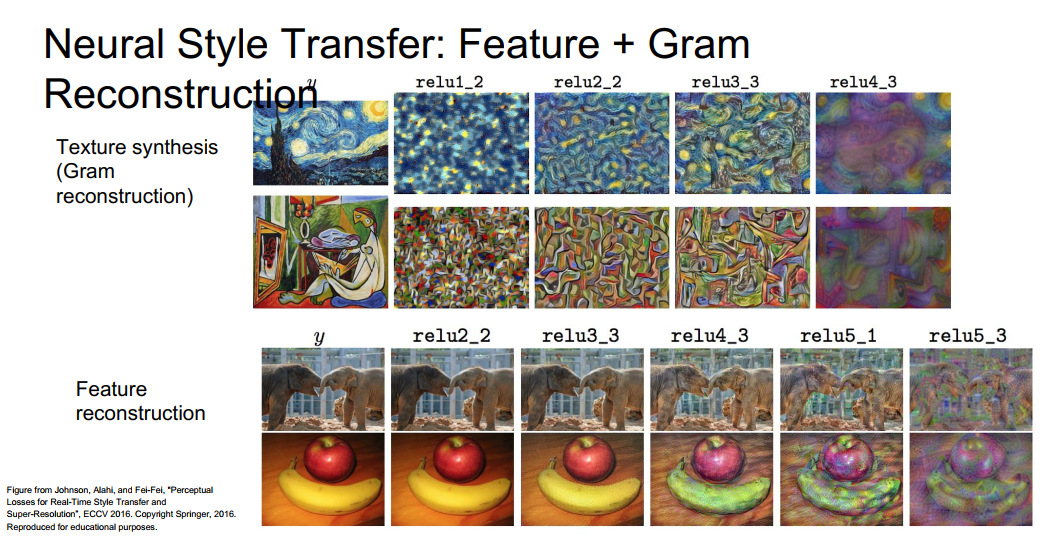 Neural Style Transfer: Feature + Gram
Reconstruction
y relu1_2 relu2_2 relu3_3 relu4_3
Texture synthesis
(Gram
reconstruction)
y relu2_2 relu3_3 relu4_3 relu5_1 relu5_3
Feature
reconstruction
Figure from Johnson, Alahi, and Fei-Fei, "Perceptual
Losses for Real-Time Style Transfer and
Super-Resolution", ECCV 2016. Copyright Springer, 2016.
Reproduced for educational purposes.